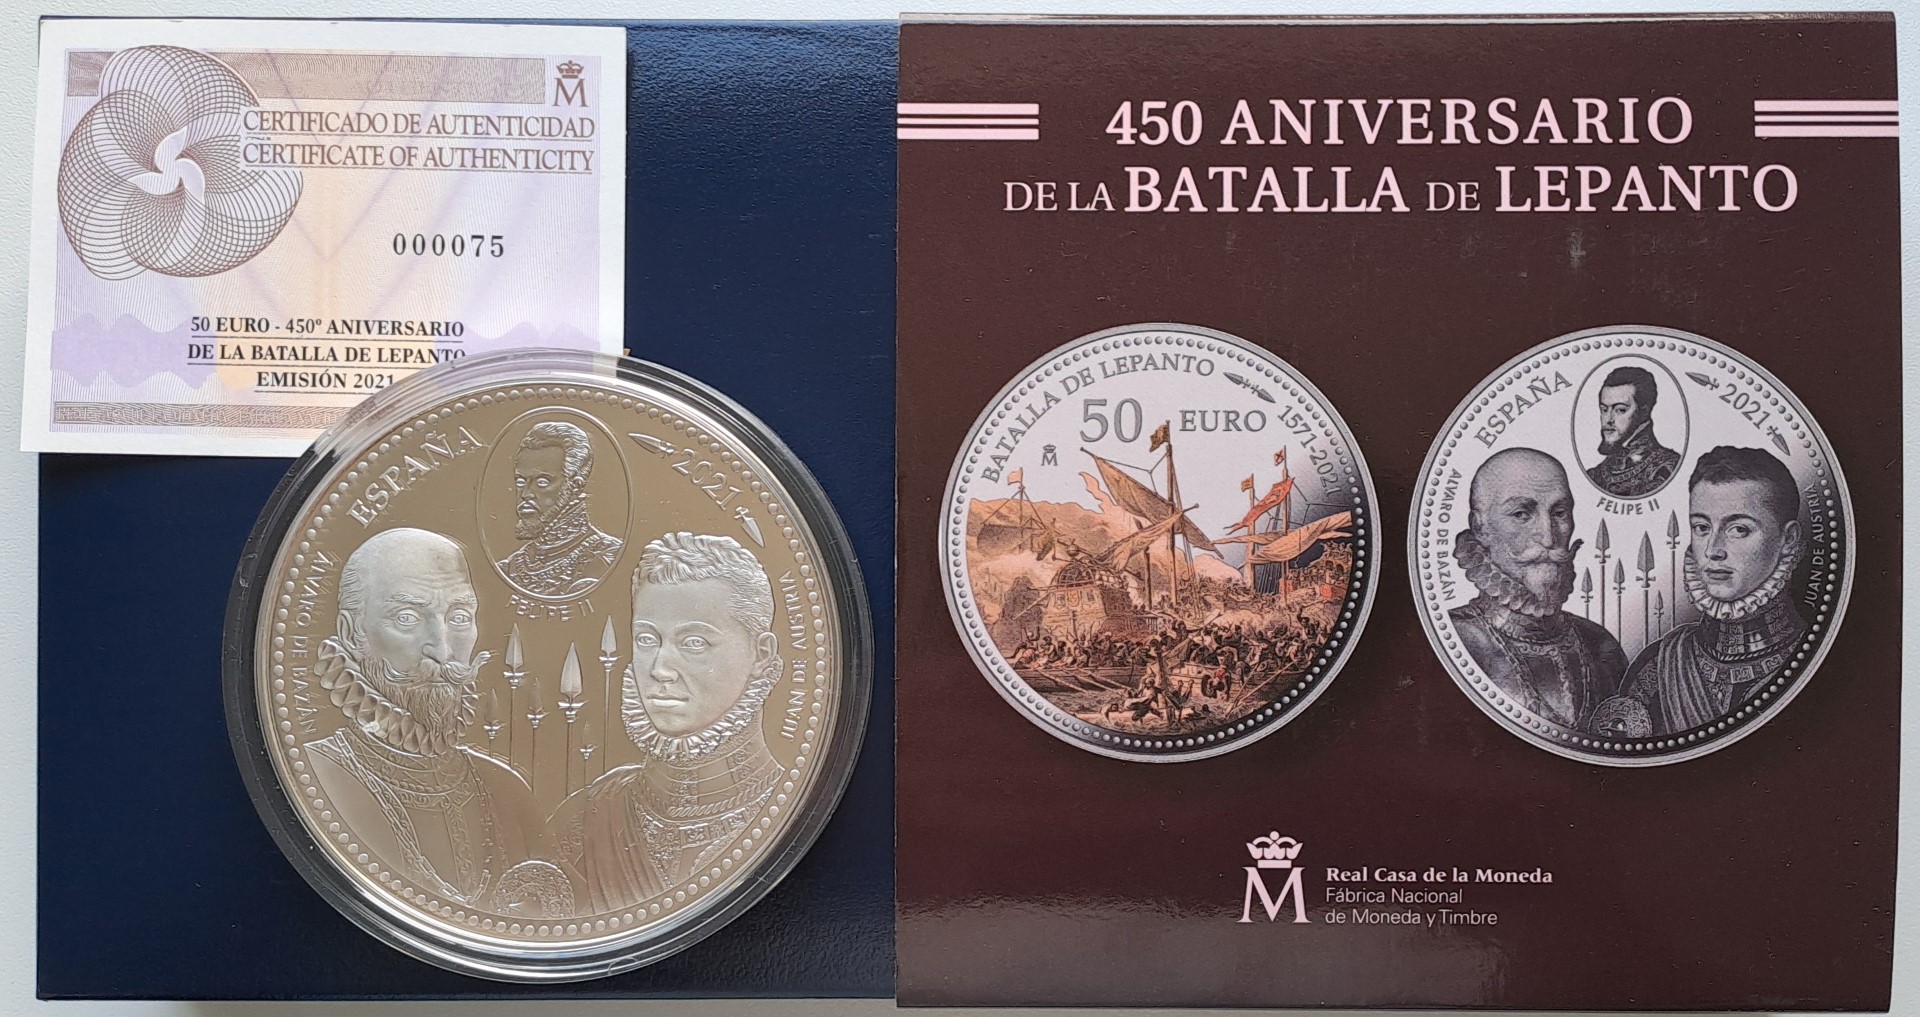 CERTIFICADO DE AUTENTICIDAD
CERTIFICATE OF AUTHENTICITY
000075
50 EURO - 450º ANIVERSARIO
DE LA BATALLA DE LEPANTO
EMISIÓN 2021
ESPAÑA
2021
FELIPE II
ÁLVARO DE BAZÁN
JUAN DE AUSTRIA
450 ANIVERSARIO
DE LA BATALLA DE LEPANTO
BATALLA DE LEPANTO
1571-2021
50 EURO
M
ESPAÑA
2021
FELIPE II
ÁLVARO DE BAZÁN
JUAN DE AUSTRIA
M
Real Casa de la Moneda
Fábrica Nacional
de Moneda y Timbre